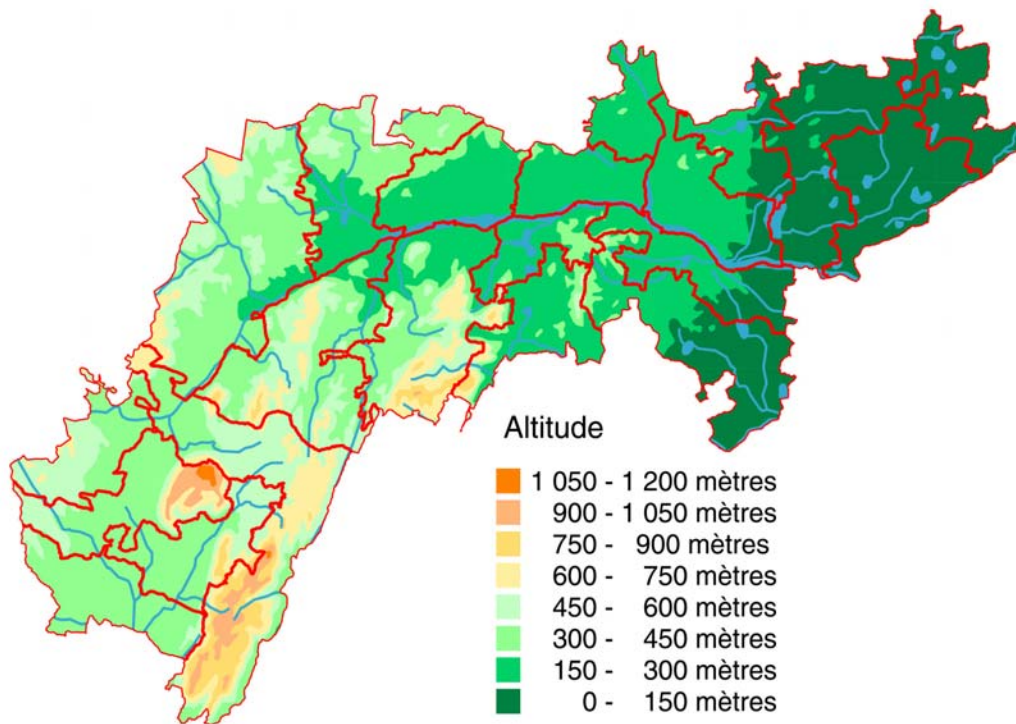 Altitude
1 050 - 1 200 mètres
900 - 1 050 mètres
750 - 900 mètres
600 - 750 mètres
450 - 600 mètres
300 - 450 mètres
150 - 300 mètres
0 - 150 mètres